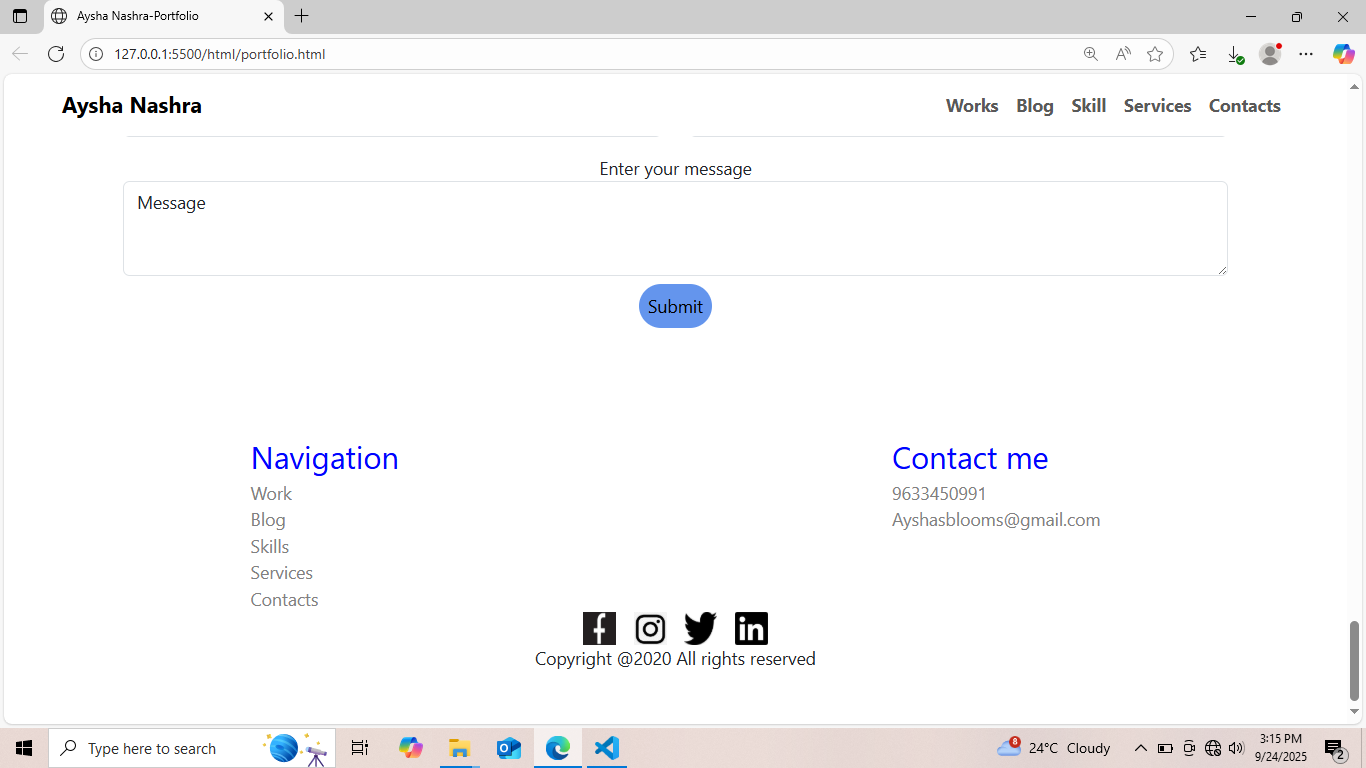 Aysha Nashra-Portfolio
127.0.0.1:5500/html/portfolio.html
Aysha Nashra
Works Blog Skill Services Contacts
Enter your message
Message
Submit
Navigation
Work
Blog
Skills
Services
Contacts
Contact me
9633450991
Ayshasblooms@gmail.com
Copyright @2020 All rights reserved
Type here to search
8
24°C Cloudy
3:15 PM
9/24/2025
2